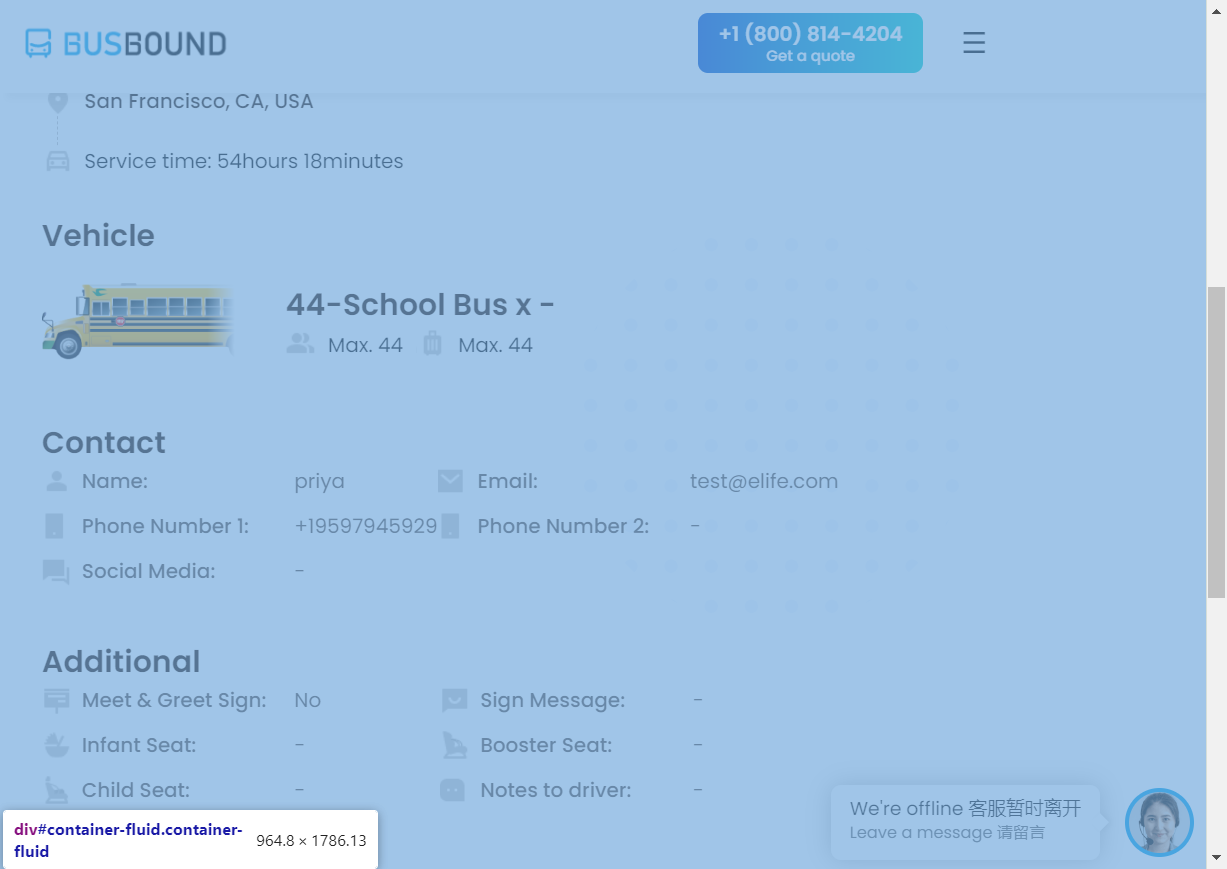 BUSBOUND
+1 (800) 814-4204
Get a quote
San Francisco, CA, USA
Service time: 54hours 18minutes
Vehicle
44-School Bus x -
Max. 44 Max. 44
Contact
Name: priya Email: test@elife.com
Phone Number 1: +19597945929 Phone Number 2: -
Social Media: -
Additional
Meet & Greet Sign: No Sign Message: -
Infant Seat: - Booster Seat: -
Child Seat: - Notes to driver: -
We're offline 客服暂时离开
Leave a message 请留言
div#container-fluid.container-
fluid
964.8 × 1786.13